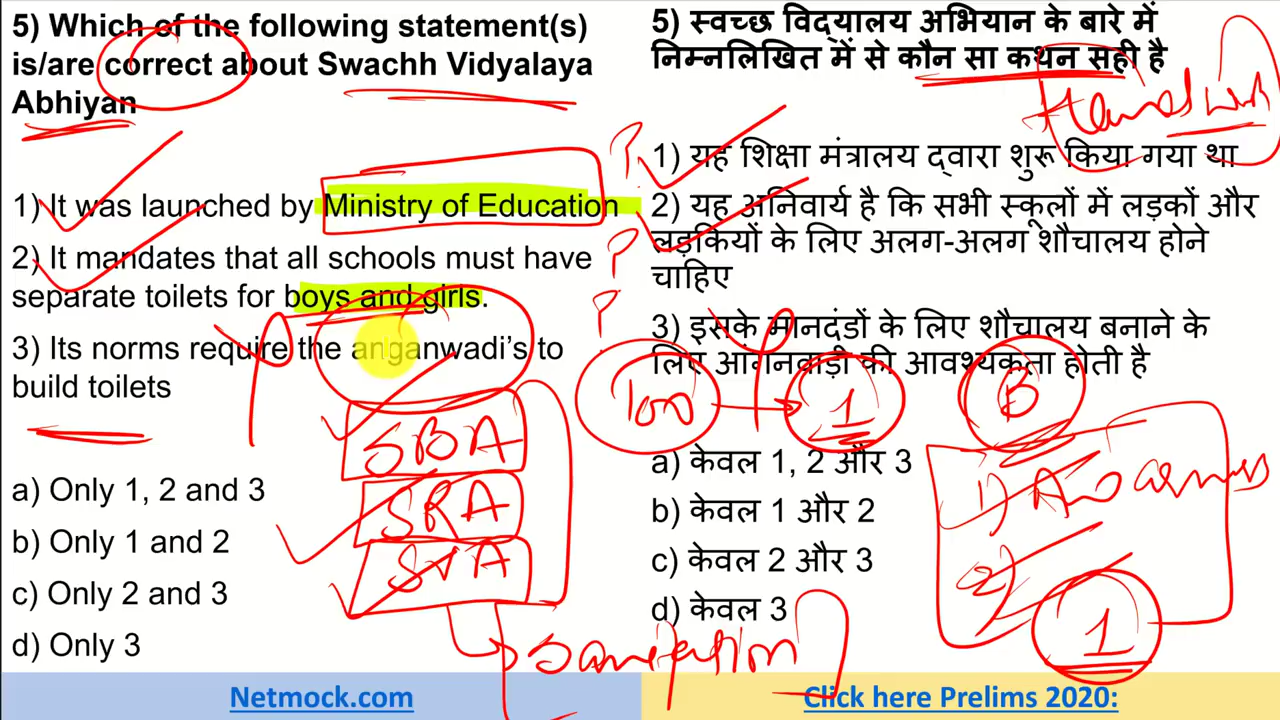 5) Which of the following statement(s)
is/are correct about Swachh Vidyalaya
Abhiyan
1) It was launched by Ministry of Education
2) It mandates that all schools must have
separate toilets for boys and girls.
3) Its norms require the anganwadi's to
build toilets
a) Only 1, 2 and 3
b) Only 1 and 2
c) Only 2 and 3
d) Only 3
SBA
SRA
SVA
Sanitation
Netmock.com
5) स्वच्छ विद्यालय अभियान के बारे में
निम्नलिखित में से कौन सा कथन सही है
1) यह शिक्षा मंत्रालय द्वारा शुरू किया गया था
2) यह अनिवार्य है कि सभी स्कूलों में लड़कों और
लड़कियों के लिए अलग-अलग शौचालय होने
चाहिए
3) इसके मानदंडों के लिए शौचालय बनाने के
लिए आंगनवाड़ी की आवश्यकता होती है
100
1
B
a) केवल 1, 2 और 3
b) केवल 1 और 2
c) केवल 2 और 3
d) केवल 3
1) Awareness
2)
1
Click here Prelims 2020: